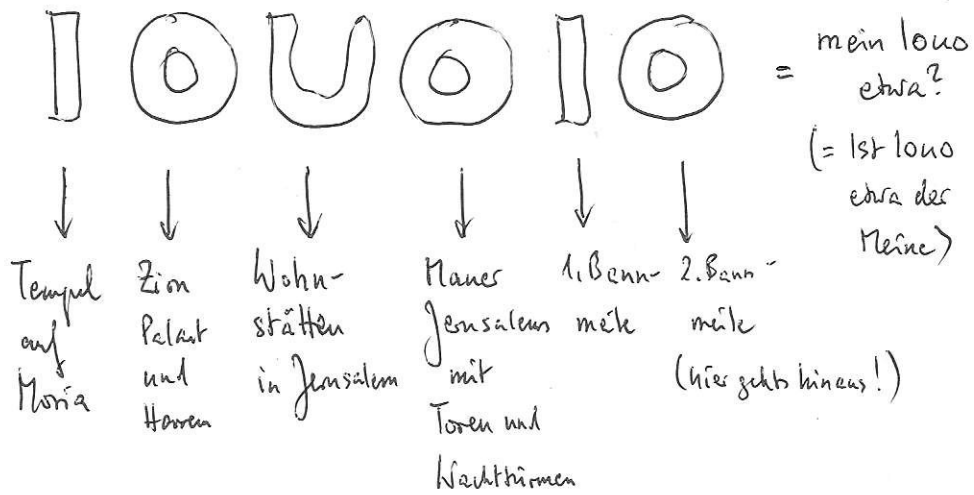 IOUOIO
= mein IOUO
etwa?
(= Ist IOUO
etwa der
Meine)
Tempel
auf
Moria
Zion
Palast
und
Harem
Wohn-
stätten
in Jerusalem
Mauer
Jerusalems
mit
Toren und
Wachttürmen
1. Bann-
meile
2. Bann-
meile
(hier gehts hinaus!)